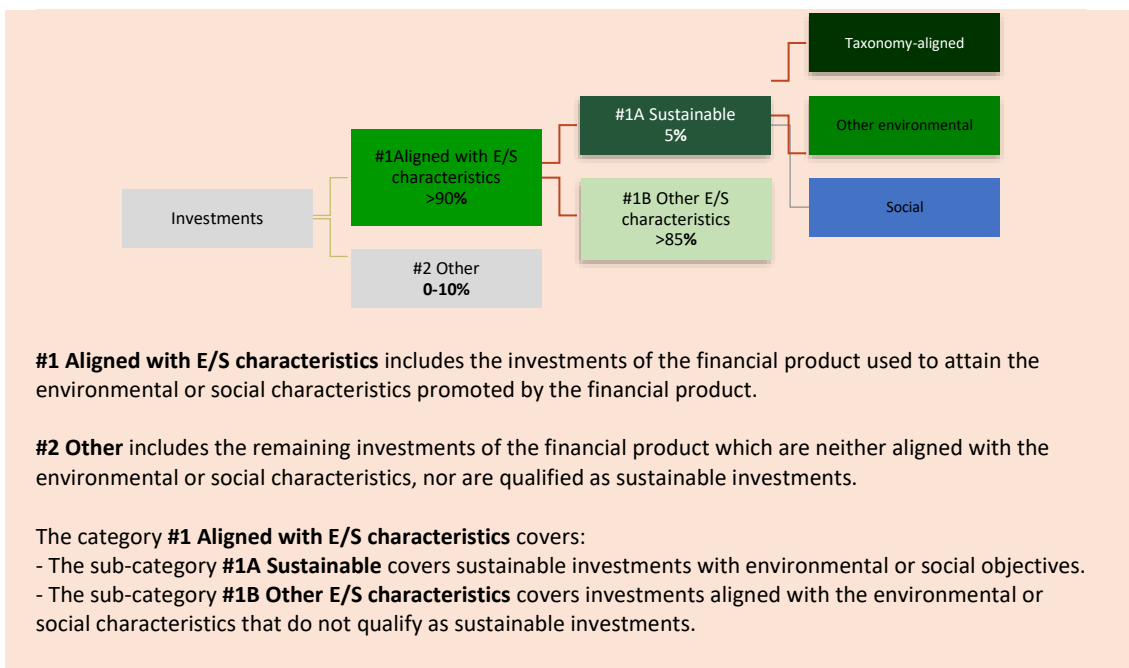 Taxonomy-aligned
#1A Sustainable
5%
Other environmental
#1Aligned with E/S
characteristics
>90%
#1B Other E/S
characteristics
>85%
Investments
Social
#2 Other
0-10%
#1 Aligned with E/S characteristics includes the investments of the financial product used to attain the
environmental or social characteristics promoted by the financial product.
#2 Other includes the remaining investments of the financial product which are neither aligned with the
environmental or social characteristics, nor are qualified as sustainable investments.
The category #1 Aligned with E/S characteristics covers:
- The sub-category #1A Sustainable covers sustainable investments with environmental or social objectives.
- The sub-category #1B Other E/S characteristics covers investments aligned with the environmental or
social characteristics that do not qualify as sustainable investments.